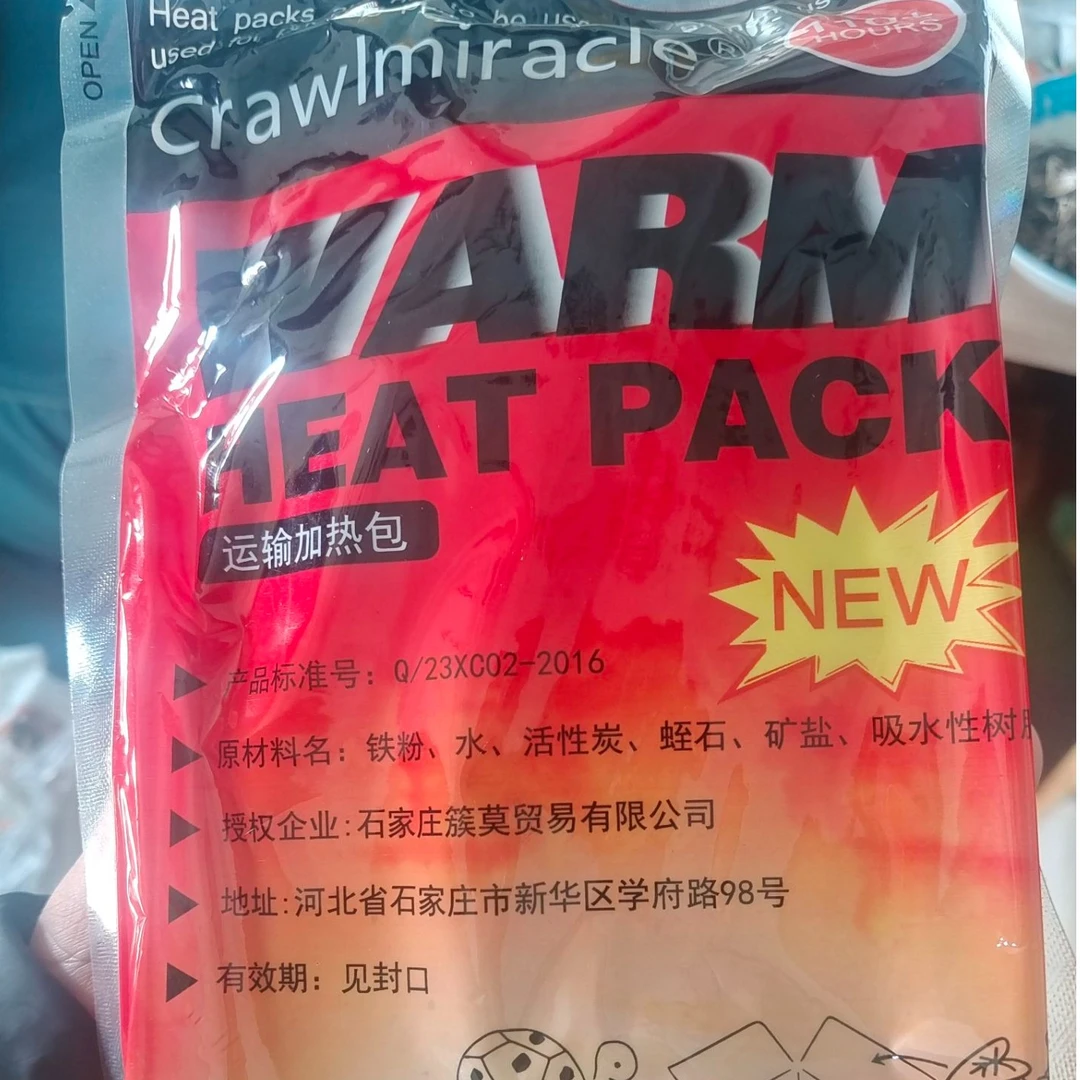 OPEN
Heat packs
used for
110+
HOURS
Crawlmiracle®
WARM
HEAT PACK
运输加热包
NEW
产品标准号：Q/23XC02-2016
原材料名：铁粉、水、活性炭、蛭石、矿盐、吸水性树
授权企业:石家庄簇莫贸易有限公司
地址:河北省石家庄市新华区学府路98号
有效期：见封口